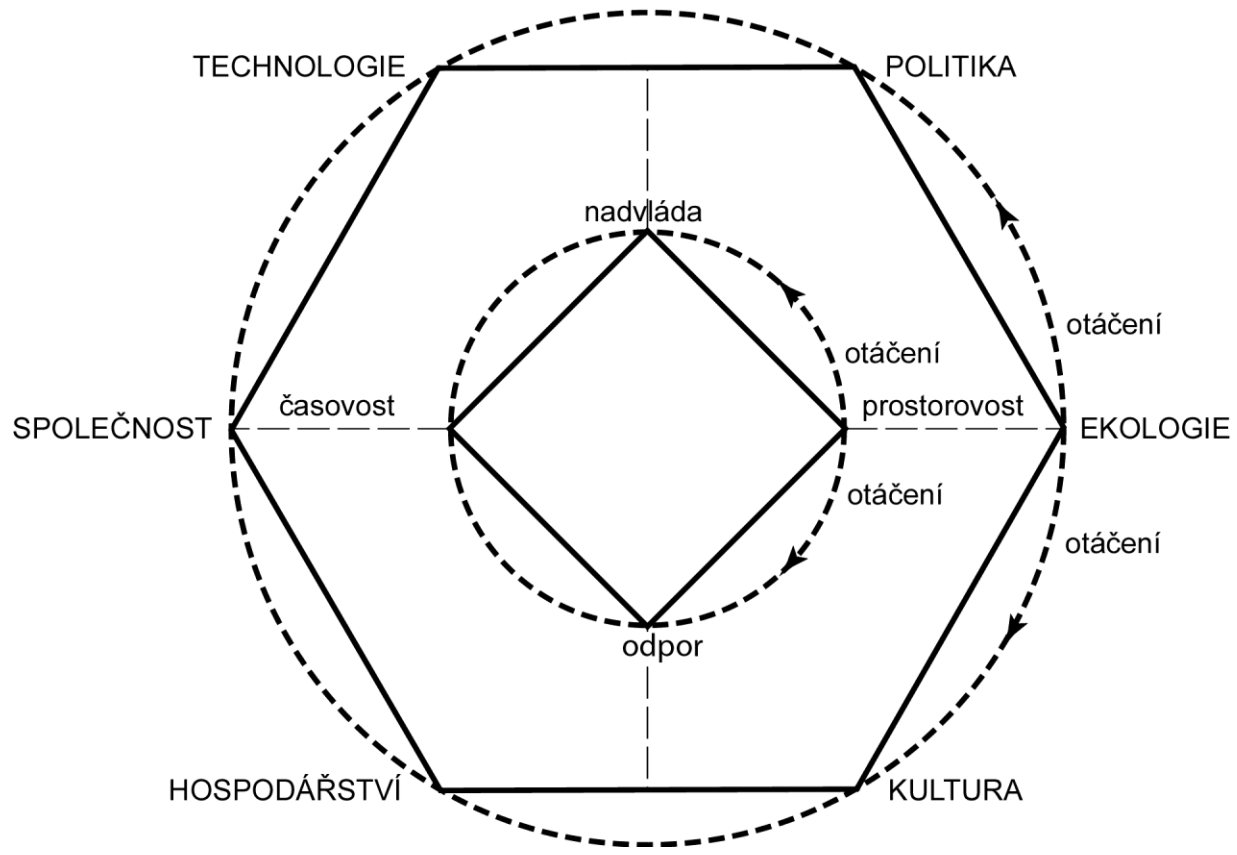 TECHNOLOGIE
POLITIKA
nadvláda
otáčení
otáčení
časovost
prostorovost
SPOLEČNOST
EKOLOGIE
otáčení
otáčení
odpor
HOSPODÁŘSTVÍ
KULTURA